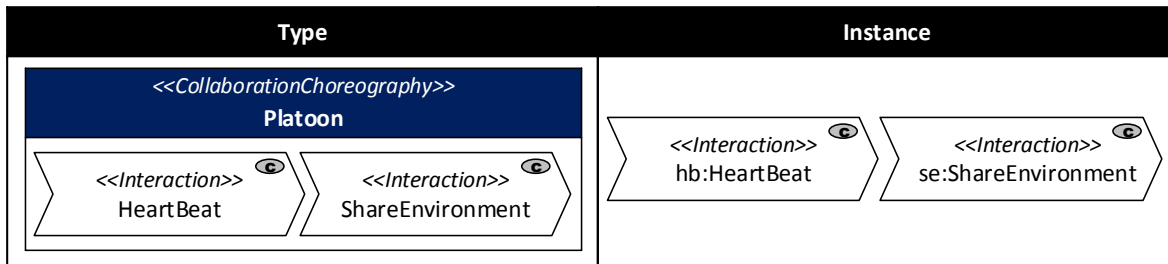 Type
Instance
<<CollaborationChoreography>>
Platoon
<<Interaction>> C
HeartBeat
<<Interaction>> C
ShareEnvironment
<<Interaction>> C
hb:HeartBeat
<<Interaction>> C
se:ShareEnvironment